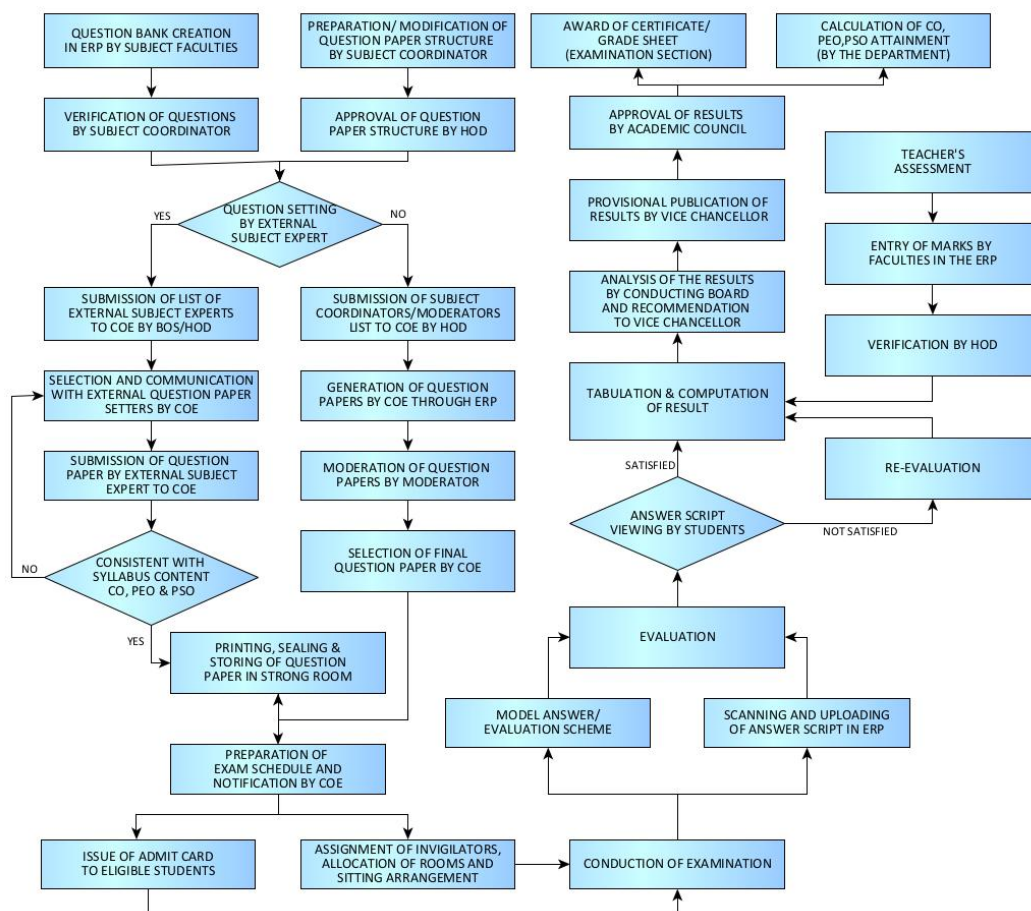 QUESTION BANK CREATION
IN ERP BY SUBJECT FACULTIES
PREPARATION/ MODIFICATION
OF QUESTION PAPER STRUCTURE
BY SUBJECT COORDINATOR
VERIFICATION OF QUESTIONS
BY SUBJECT COORDINATOR
APPROVAL OF QUESTION
PAPER STRUCTURE BY HOD
QUESTION SETTING
BY EXTERNAL
SUBJECT EXPERT
YES
NO
SUBMISSION OF LIST OF
EXTERNAL SUBJECT EXPERTS
TO COE BY BOS/HOD
SUBMISSION OF SUBJECT
COORDINATORS/MODERATORS
LIST TO COE BY HOD
SELECTION AND COMMUNICATION
WITH EXTERNAL QUESTION PAPER
SETTERS BY COE
GENERATION OF QUESTION
PAPERS BY COE THROUGH ERP
SUBMISSION OF QUESTION
PAPER BY EXTERNAL SUBJECT
EXPERT TO COE
MODERATION OF QUESTION
PAPERS BY MODERATOR
CONSISTENT WITH
SYLLABUS CONTENT
CO, PEO & PSO
NO
YES
SELECTION OF FINAL
QUESTION PAPER BY COE
PRINTING, SEALING &
STORING OF QUESTION
PAPER IN STRONG ROOM
PREPARATION OF
EXAM SCHEDULE AND
NOTIFICATION BY COE
ISSUE OF ADMIT CARD
TO ELIGIBLE STUDENTS
ASSIGNMENT OF INVIGILATORS,
ALLOCATION OF ROOMS AND
SITTING ARRANGEMENT
CONDUCTION OF EXAMINATION
MODEL ANSWER/
EVALUATION SCHEME
SCANNING AND UPLOADING
OF ANSWER SCRIPT IN ERP
EVALUATION
ANSWER SCRIPT
VIEWING BY STUDENTS
SATISFIED
NOT SATISFIED
RE-EVALUATION
TABULATION & COMPUTATION
OF RESULT
TEACHER'S
ASSESSMENT
ENTRY OF MARKS BY
FACULTIES IN THE ERP
VERIFICATION BY HOD
ANALYSIS OF THE RESULTS
BY CONDUCTING BOARD
AND RECOMMENDATION
TO VICE CHANCELLOR
PROVISIONAL PUBLICATION OF
RESULTS BY VICE CHANCELLOR
APPROVAL OF RESULTS
BY ACADEMIC COUNCIL
AWARD OF CERTIFICATE/
GRADE SHEET
(EXAMINATION SECTION)
CALCULATION OF CO,
PEO,PSO ATTAINMENT
(BY THE DEPARTMENT)